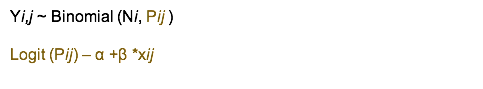 Yi,j ~ Binomial (Ni, Pij )
Logit (Pij) – α +β *xij